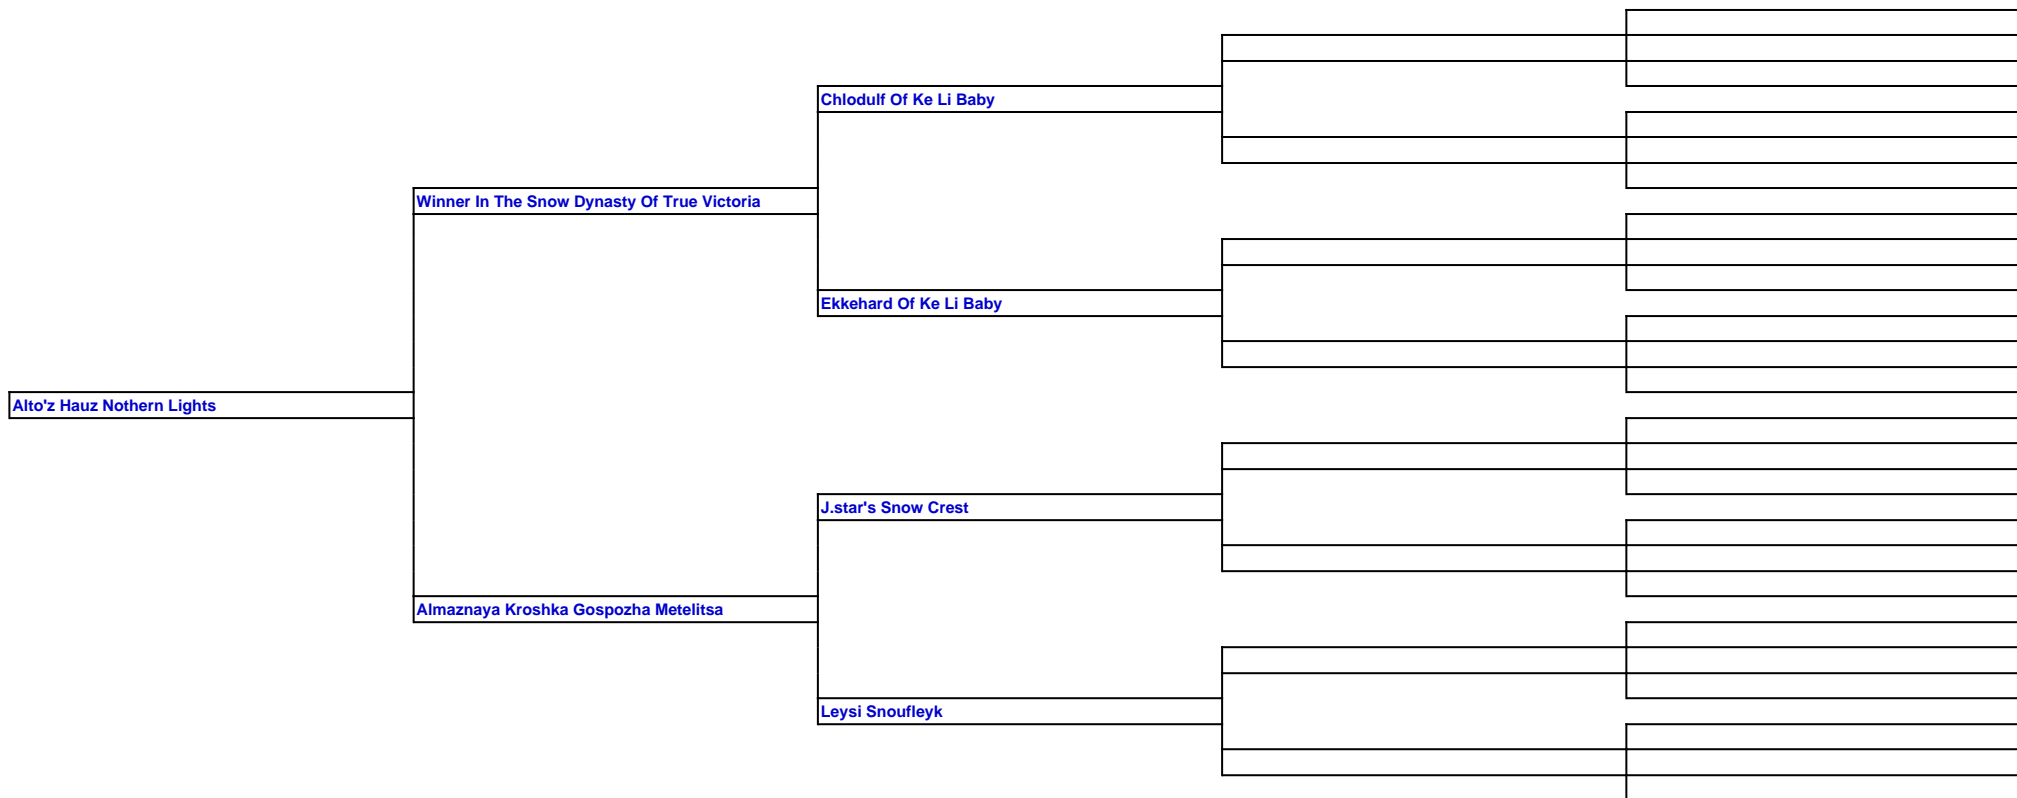 Chlodulf Of Ke Li Baby
Winner In The Snow Dynasty Of True Victoria
Ekkehard Of Ke Li Baby
Alto'z Hauz Nothern Lights
J.star's Snow Crest
Almaznaya Kroshka Gospozha Metelitsa
Leysi Snoufleyk